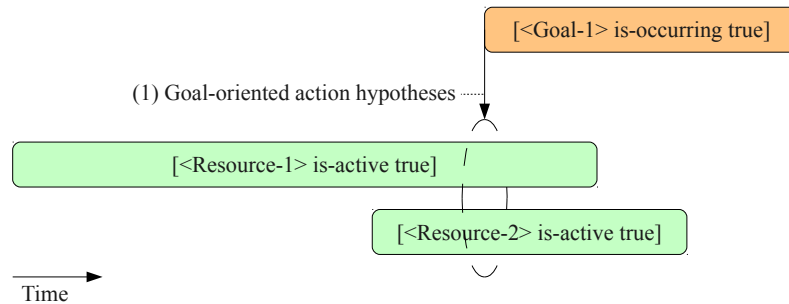 [<Goal-1> is-occurring true]
(1) Goal-oriented action hypotheses
[<Resource-1> is-active true]
[<Resource-2> is-active true]
Time